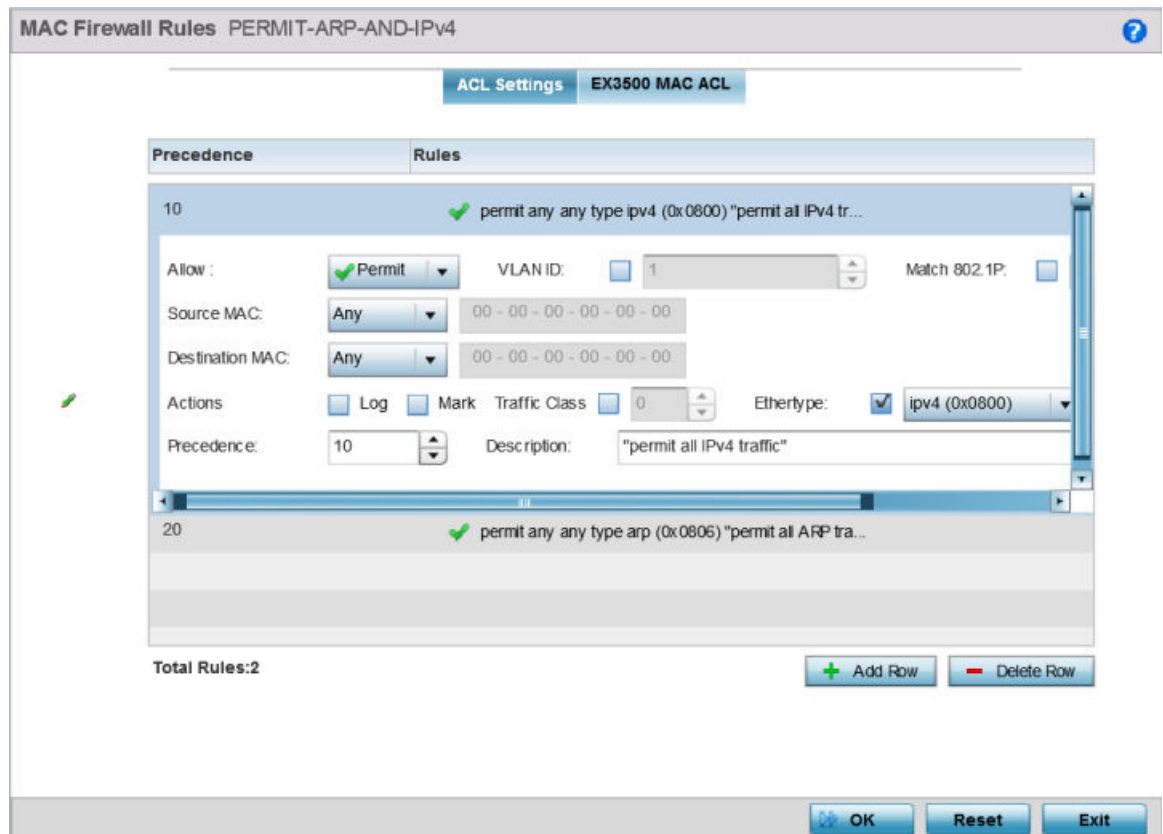 MAC Firewall Rules PERMIT-ARP-AND-IPv4 ?
ACL Settings EX3500 MAC ACL
Precedence Rules
10 permit any any type ipv4 (0x0800) "permit all IPv4 tr...
Allow : Permit VLAN ID: 1 Match 802.1P:
Source MAC: Any 00 - 00 - 00 - 00 - 00 - 00
Destination MAC: Any 00 - 00 - 00 - 00 - 00 - 00
Actions Log Mark Traffic Class 0 Ethertype: ipv4 (0x0800)
Precedence: 10 Description: "permit all IPv4 traffic"
20 permit any any type arp (0x0806) "permit all ARP tra...
Total Rules:2 Add Row Delete Row
OK Reset Exit